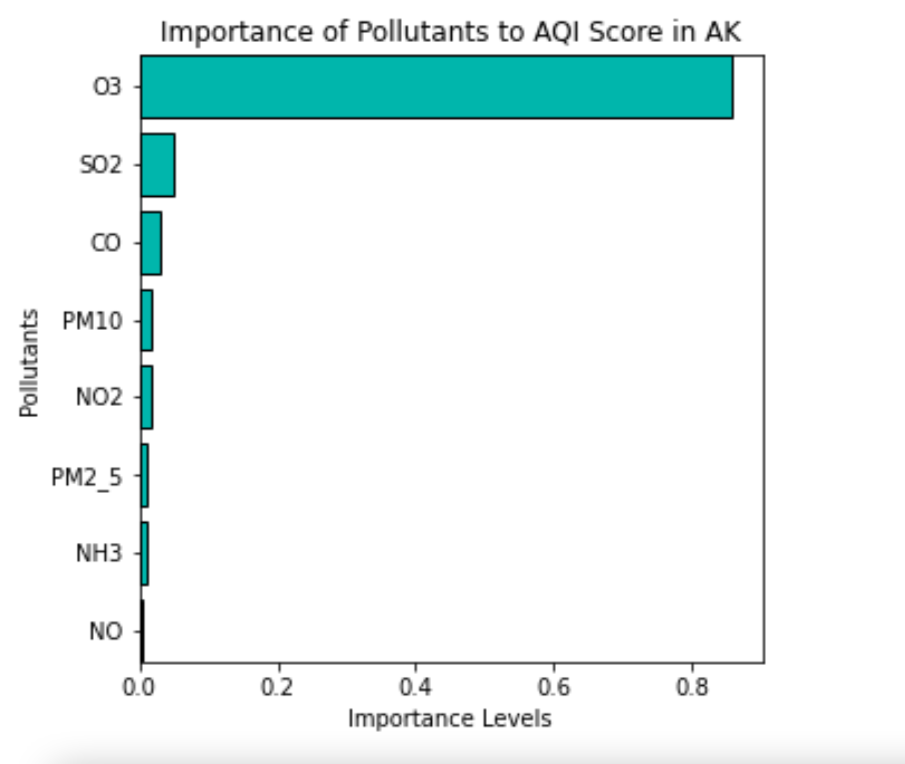 Importance of Pollutants to AQI Score in AK
O3
SO2
CO
PM10
NO2
PM2_5
NH3
NO
Pollutants
0.0 0.2 0.4 0.6 0.8
Importance Levels